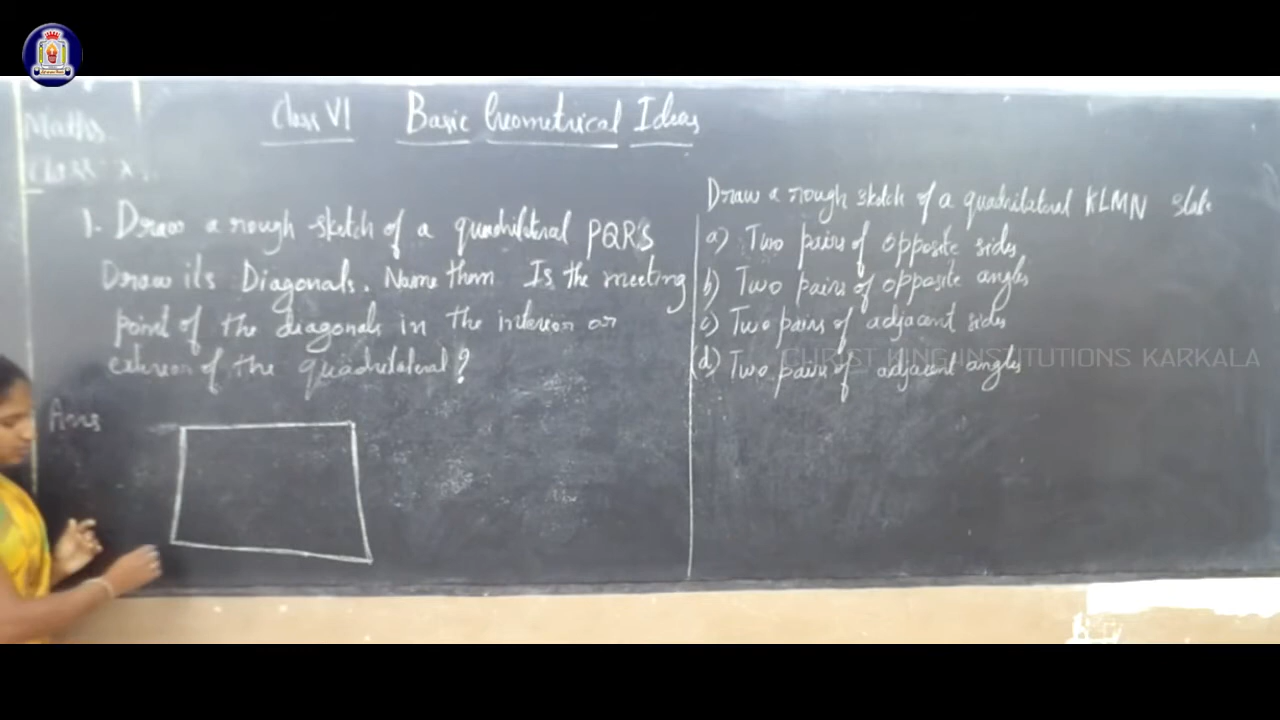 Maths
Class VI Basic Geometrical Ideas
1. Draw a rough sketch of a quadrilateral PQRS
Draw its Diagonals. Name them Is the meeting
point of the diagonals in the interior or
exterior of the quadrilateral?
Ans
Draw a rough sketch of a quadrilateral KLMN state
a) Two pairs of opposite sides
b) Two pairs of opposite angles
c) Two pairs of adjacent sides
(d) Two pair of adjacent angles
CHRIST KING INSTITUTIONS KARKALA